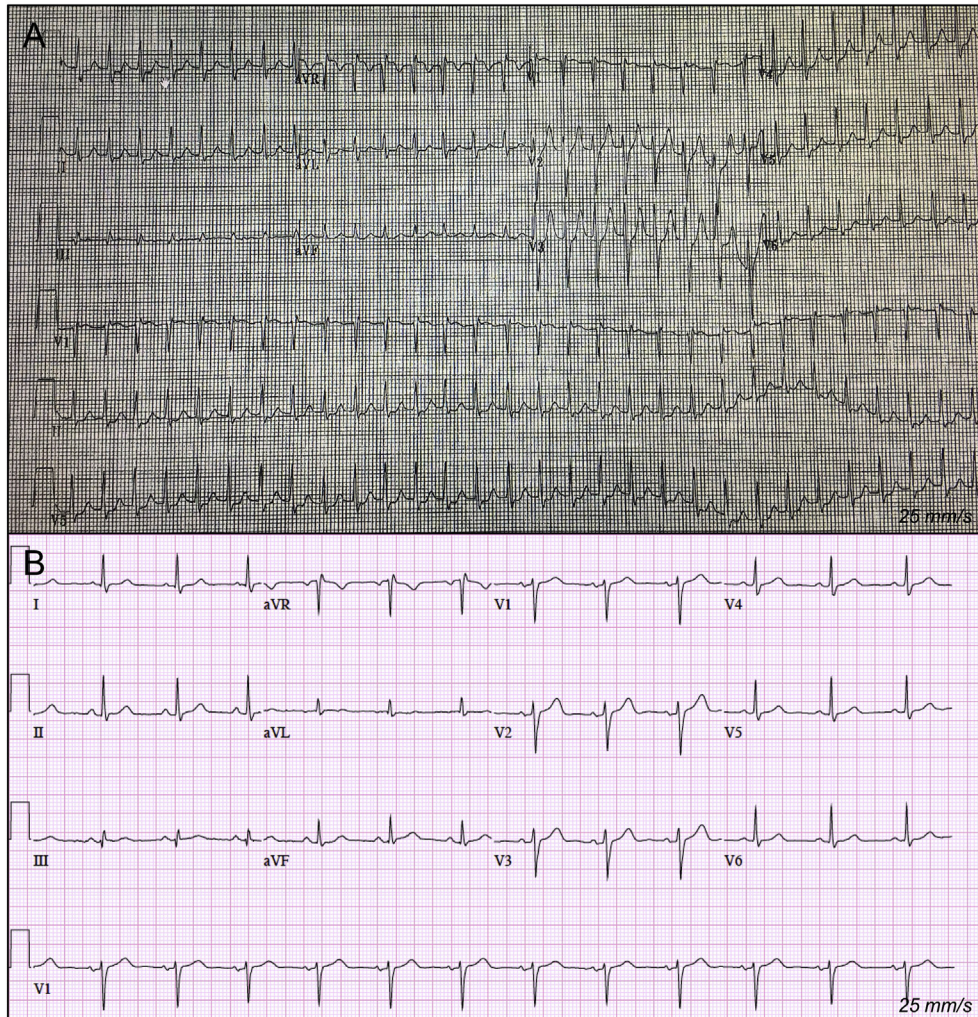 A
aVR V1 V4
II aVL V2 V5
III aVF V3 V6
V1
II
V5
25 mm/s
B
I aVR V1 V4
II aVL V2 V5
III aVF V3 V6
V1
25 mm/s